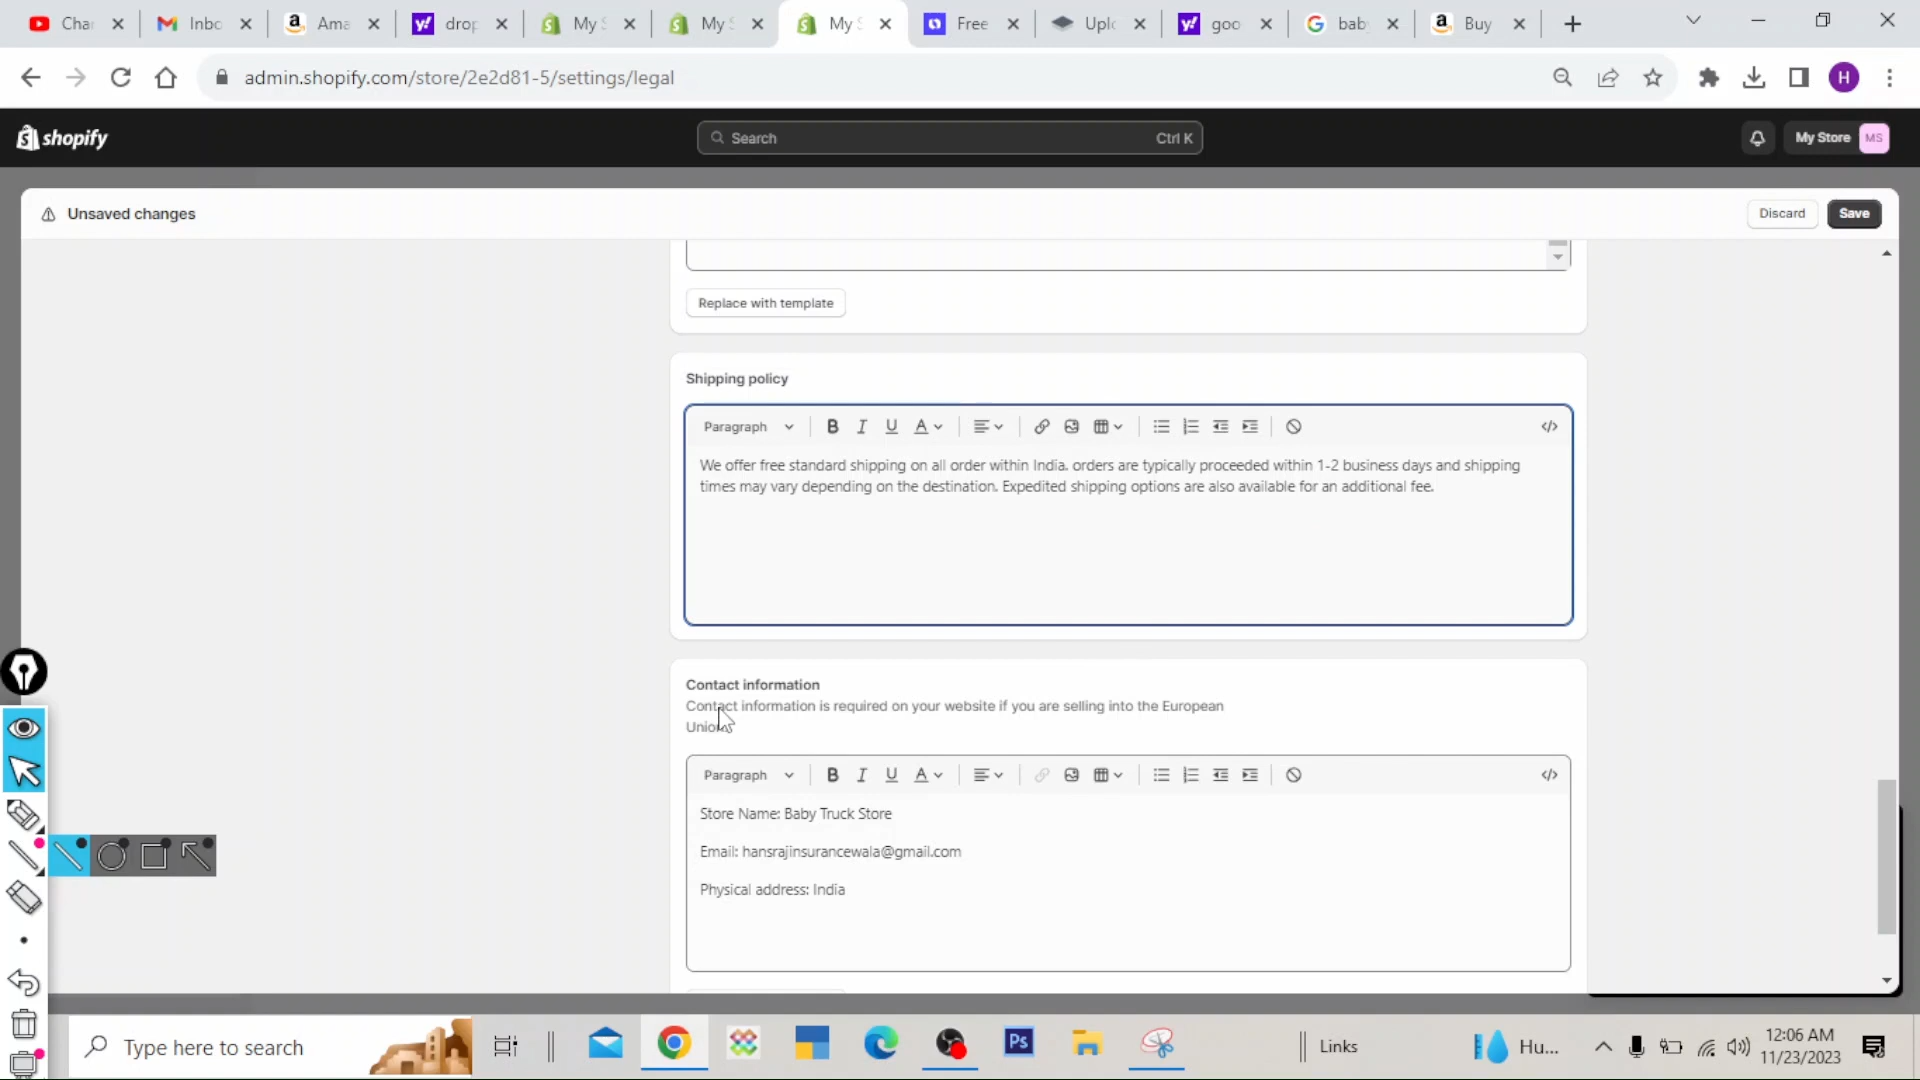 Cha
Inbo
Ama
drop
My S
My S
My S
Free
Uplo
goo
bab
Buy
admin.shopify.com/store/2e2d81-5/settings/legal
H
shopify
Search
Ctrl K
My Store
MS
Unsaved changes
Discard
Save
Replace with template
Shipping policy
Paragraph
B I U A
We offer free standard shipping on all order within India. orders are typically proceeded within 1-2 business days and shipping
times may vary depending on the destination. Expedited shipping options are also available for an additional fee.
Contact information
Contact information is required on your website if you are selling into the European
Union.
Paragraph
B I U A
Store Name: Baby Truck Store
Email: hansrajinsurancewala@gmail.com
Physical address: India
Type here to search
Ps
Links
Hu...
12:06 AM
11/23/2023